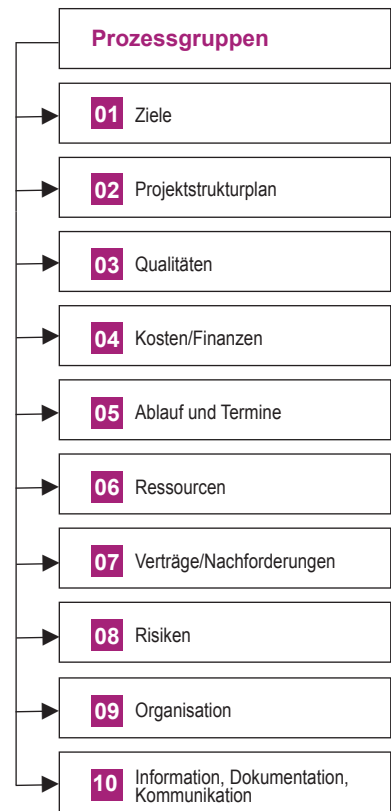 Prozessgruppen
01 Ziele
02 Projektstrukturplan
03 Qualitäten
04 Kosten/Finanzen
05 Ablauf und Termine
06 Ressourcen
07 Verträge/Nachforderungen
08 Risiken
09 Organisation
10 Information, Dokumentation,
Kommunikation